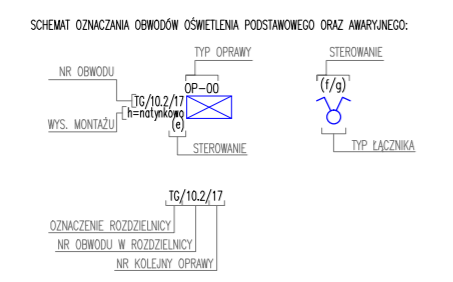 SCHEMAT OZNACZANIA OBWODÓW OŚWIETLENIA PODSTAWOWEGO ORAZ AWARYJNEGO:
TYP OPRAWY
STEROWANIE
NR OBWODU
OP-00
(f/g)
TG/10.2/17
h=natynkowo
(e)
WYS. MONTAŻU
STEROWANIE
TYP ŁĄCZNIKA
TG/10.2/17
OZNACZENIE ROZDZIELNICY
NR OBWODU W ROZDZIELNICY
NR KOLEJNY OPRAWY